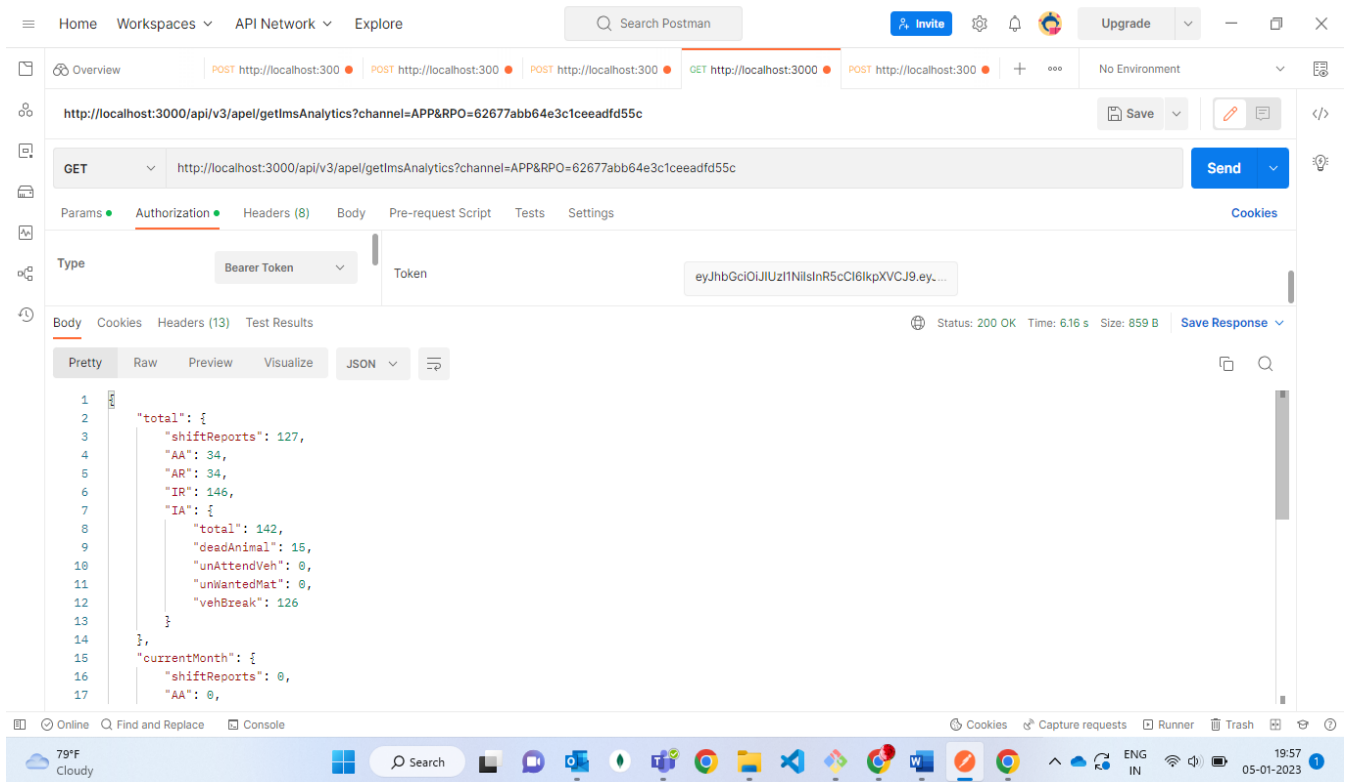 Home Workspaces API Network Explore Search Postman Invite Upgrade
Overview POST http://localhost:300 POST http://localhost:300 POST http://localhost:300 GET http://localhost:3000 POST http://localhost:300 No Environment
http://localhost:3000/api/v3/apel/getImsAnalytics?channel=APP&RPO=62677abb64e3c1ceeadfd55c Save
GET http://localhost:3000/api/v3/apel/getImsAnalytics?channel=APP&RPO=62677abb64e3c1ceeadfd55c Send
Params Authorization Headers (8) Body Pre-request Script Tests Settings Cookies
Type Bearer Token Token eyJhbGciOiJIUzI1NiIsInR5cCI6IkpXVCJ9.ey...
Body Cookies Headers (13) Test Results Status: 200 OK Time: 6.16 s Size: 859 B Save Response
Pretty Raw Preview Visualize JSON
1 {
2 "total": {
3 "shiftReports": 127,
4 "AA": 34,
5 "AR": 34,
6 "IR": 146,
7 "IA": {
8 "total": 142,
9 "deadAnimal": 15,
10 "unAttendVeh": 0,
11 "unWantedMat": 0,
12 "vehBreak": 126
13 }
14 },
15 "currentMonth": {
16 "shiftReports": 0,
17 "AA": 0,
Online Find and Replace Console Cookies Capture requests Runner Trash
79°F Search ENG 19:57
Cloudy IN 05-01-2023 1